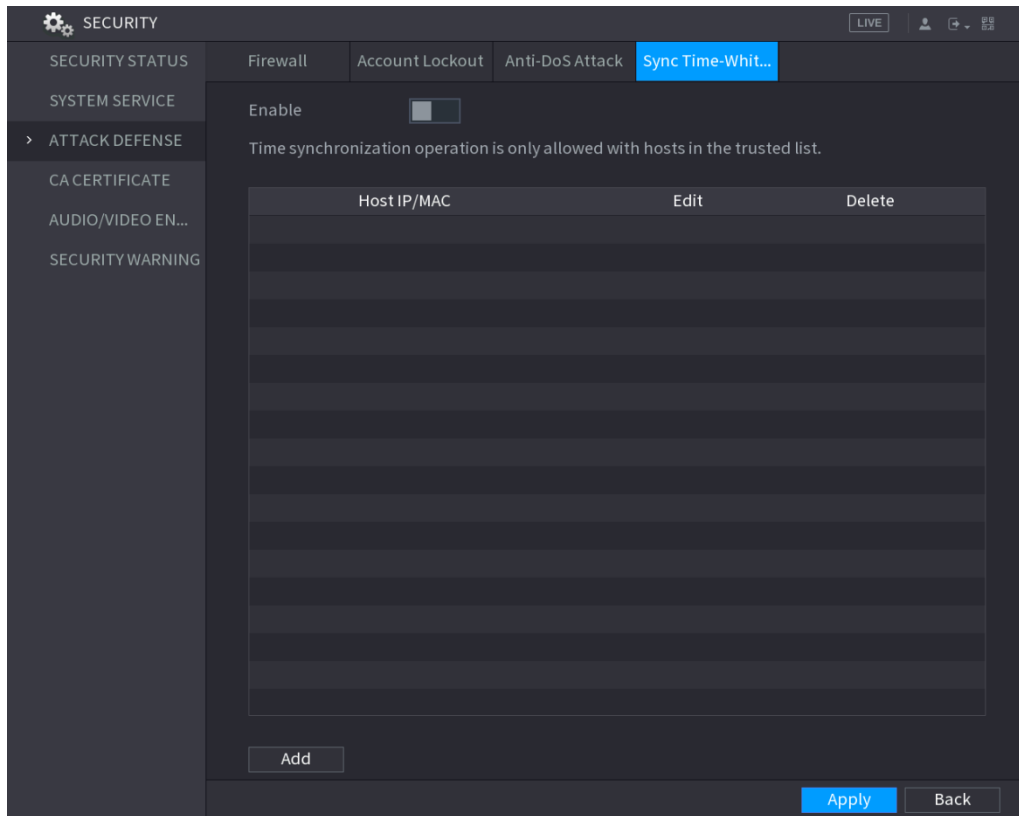 SECURITY
LIVE
SECURITY STATUS
SYSTEM SERVICE
ATTACK DEFENSE
CA CERTIFICATE
AUDIO/VIDEO EN...
SECURITY WARNING
Firewall Account Lockout Anti-DoS Attack Sync Time-Whit...
Enable
Time synchronization operation is only allowed with hosts in the trusted list.
Host IP/MAC Edit Delete
Add
Apply Back